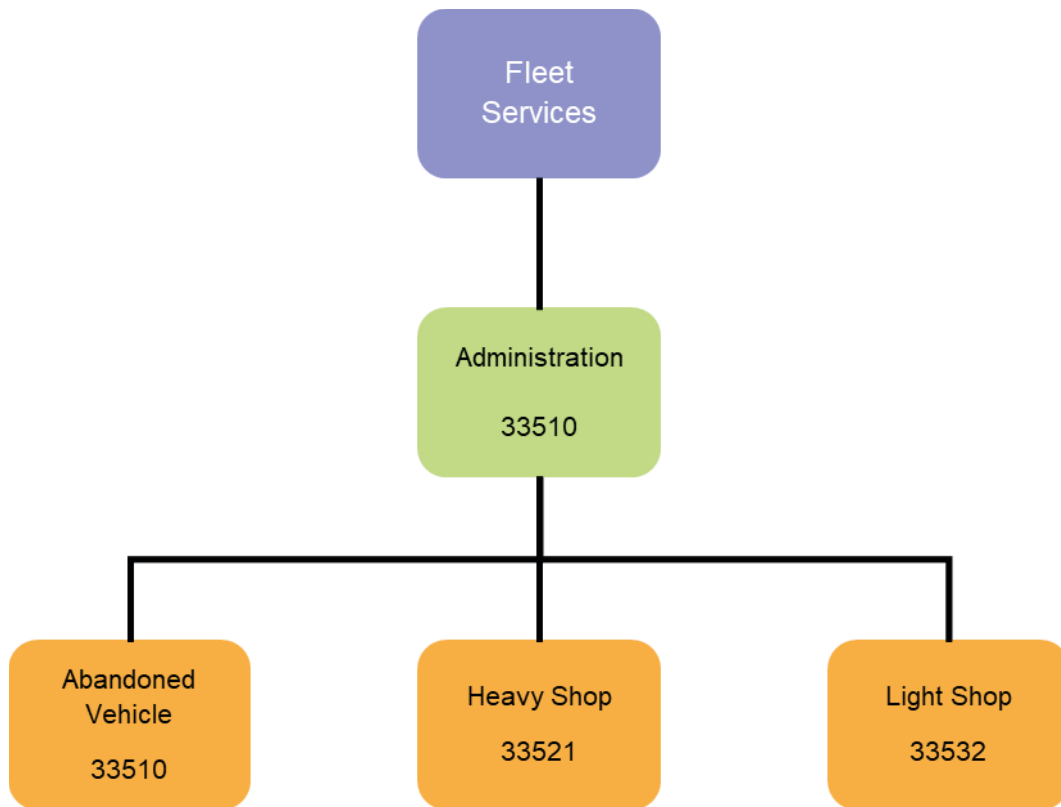 Fleet
Services
Administration
33510
Abandoned
Vehicle
33510
Heavy Shop
33521
Light Shop
33532